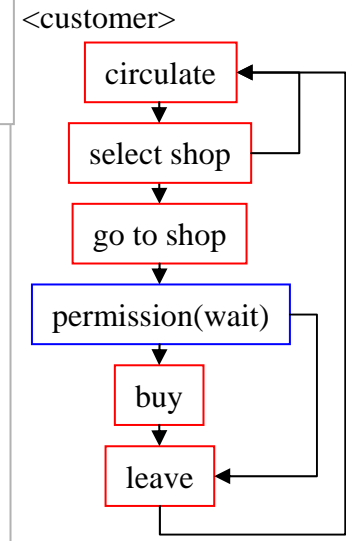 <customer>
circulate
select shop
go to shop
permission(wait)
buy
leave